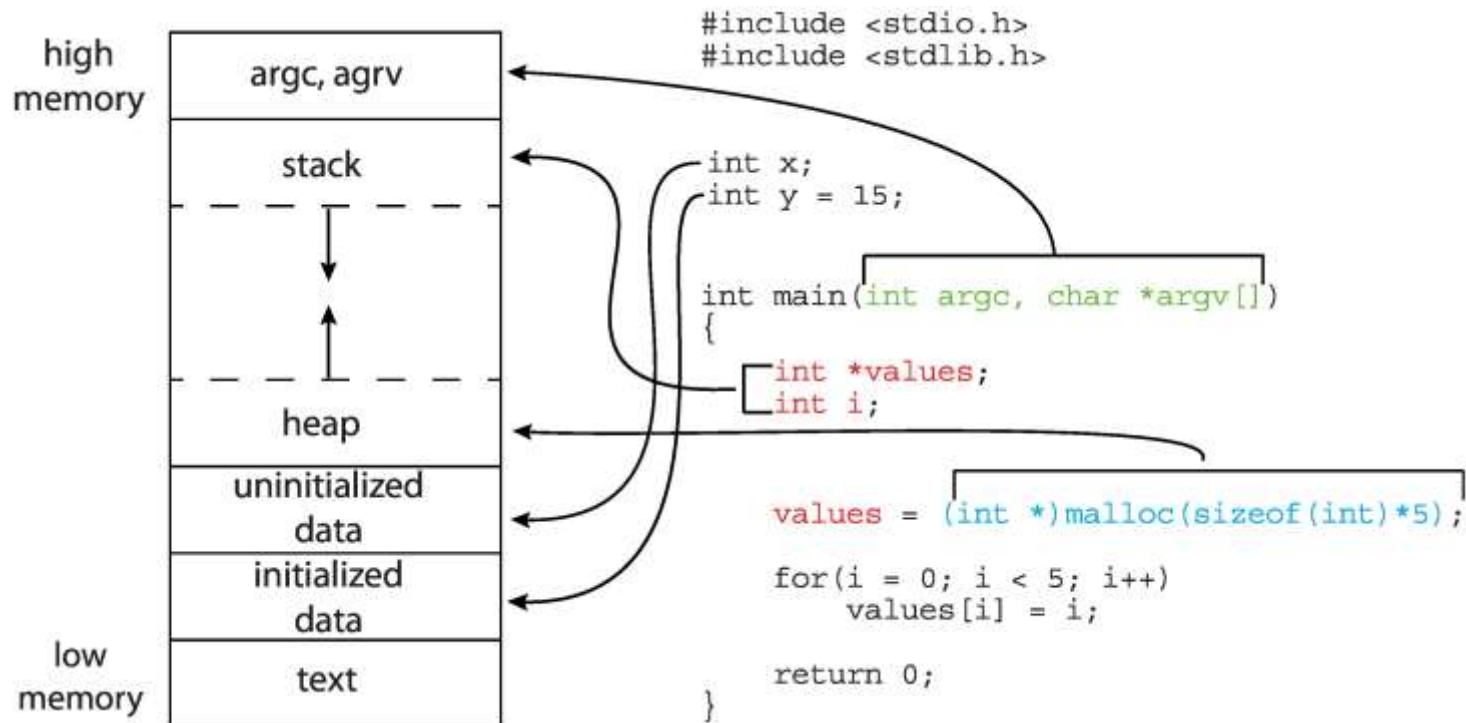 high
memory
argc, agrv
stack
heap
uninitialized
data
initialized
data
low
memory
text
#include <stdio.h>
#include <stdlib.h>
int x;
int y = 15;
int main(int argc, char *argv[])
{
int *values;
int i;
values = (int *)malloc(sizeof(int)*5);
for(i = 0; i < 5; i++)
values[i] = i;
return 0;
}